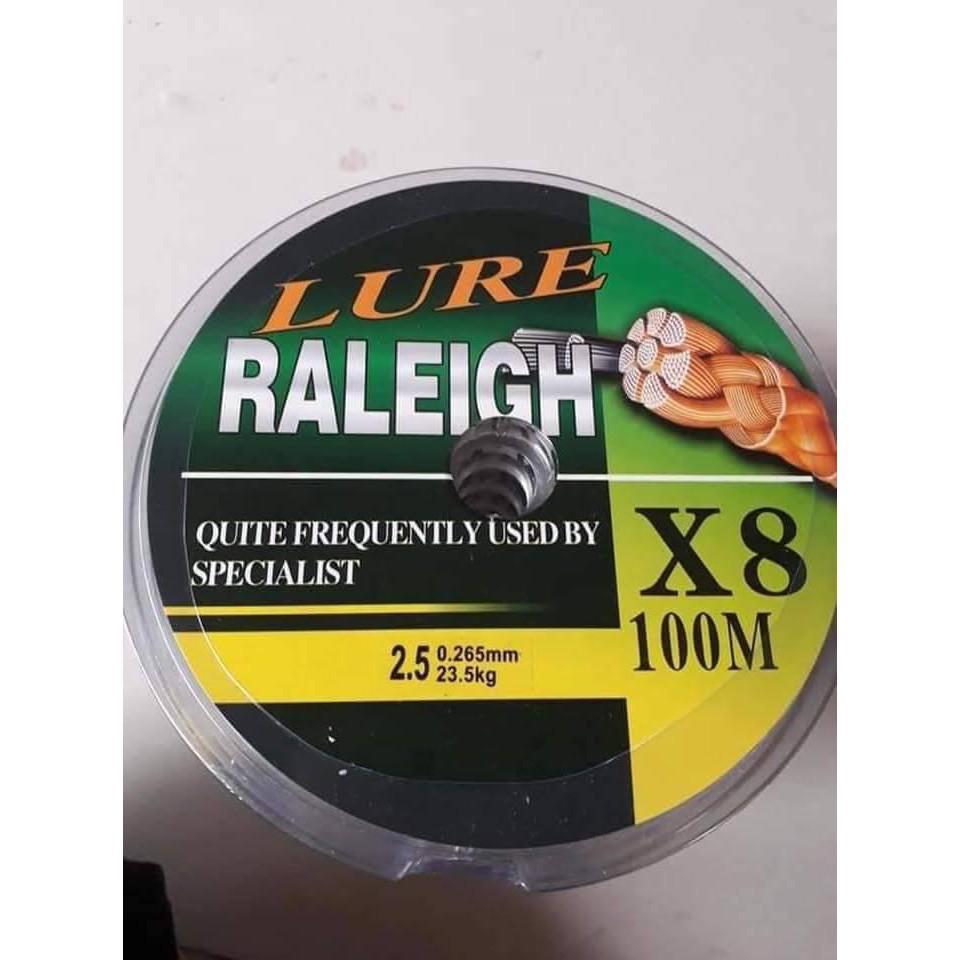 LURE
RALEIGH
QUITE FREQUENTLY USED BY
SPECIALIST
X8
100M
2.5 0.265mm
23.5kg